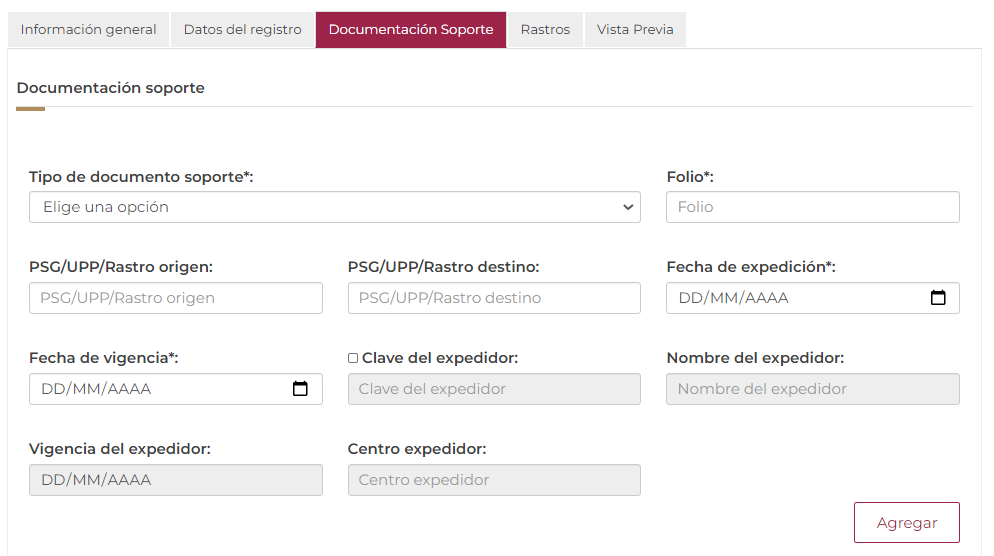 Información general Datos del registro Documentación Soporte Rastros Vista Previa
Documentación soporte
Tipo de documento soporte*: Folio*:
Elige una opción Folio
PSG/UPP/Rastro origen: PSG/UPP/Rastro destino: Fecha de expedición*:
PSG/UPP/Rastro origen PSG/UPP/Rastro destino DD/MM/AAAA
Fecha de vigencia*: Clave del expedidor: Nombre del expedidor:
DD/MM/AAAA Clave del expedidor Nombre del expedidor
Vigencia del expedidor: Centro expedidor:
DD/MM/AAAA Centro expedidor
Agregar